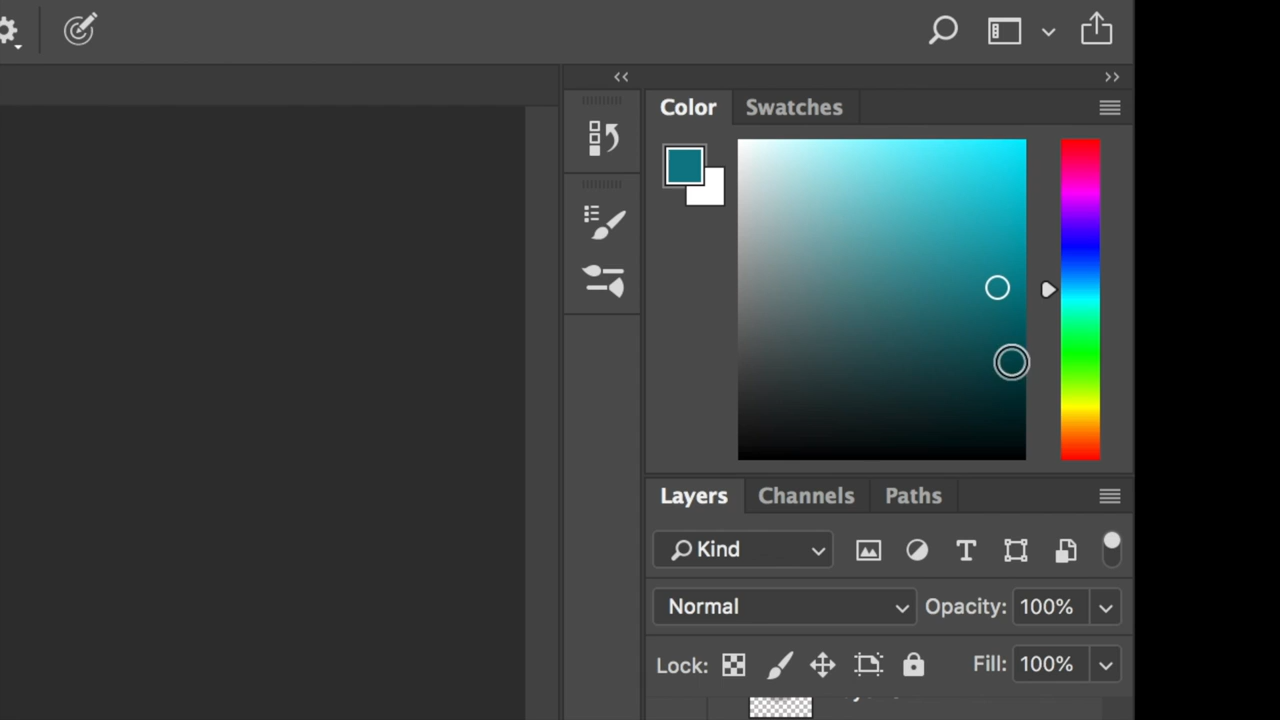 Color Swatches
Layers Channels Paths
Kind
Normal Opacity: 100%
Lock: Fill: 100%